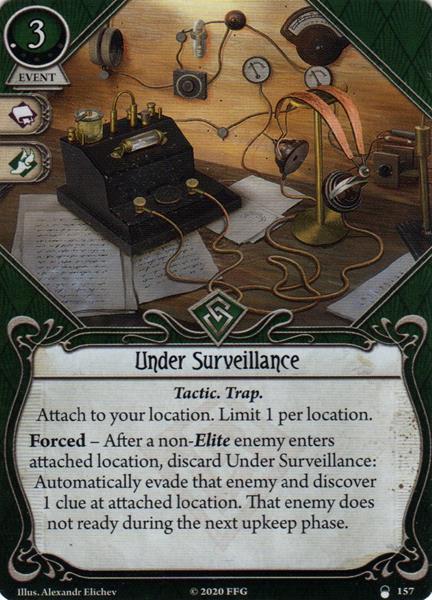 3
EVENT
Under Surveillance
Tactic. Trap.
Attach to your location. Limit 1 per location.
Forced – After a non-Elite enemy enters
attached location, discard Under Surveillance:
Automatically evade that enemy and discover
1 clue at attached location. That enemy does
not ready during the next upkeep phase.
Illus. Alexandr Elichev © 2020 FFG 157